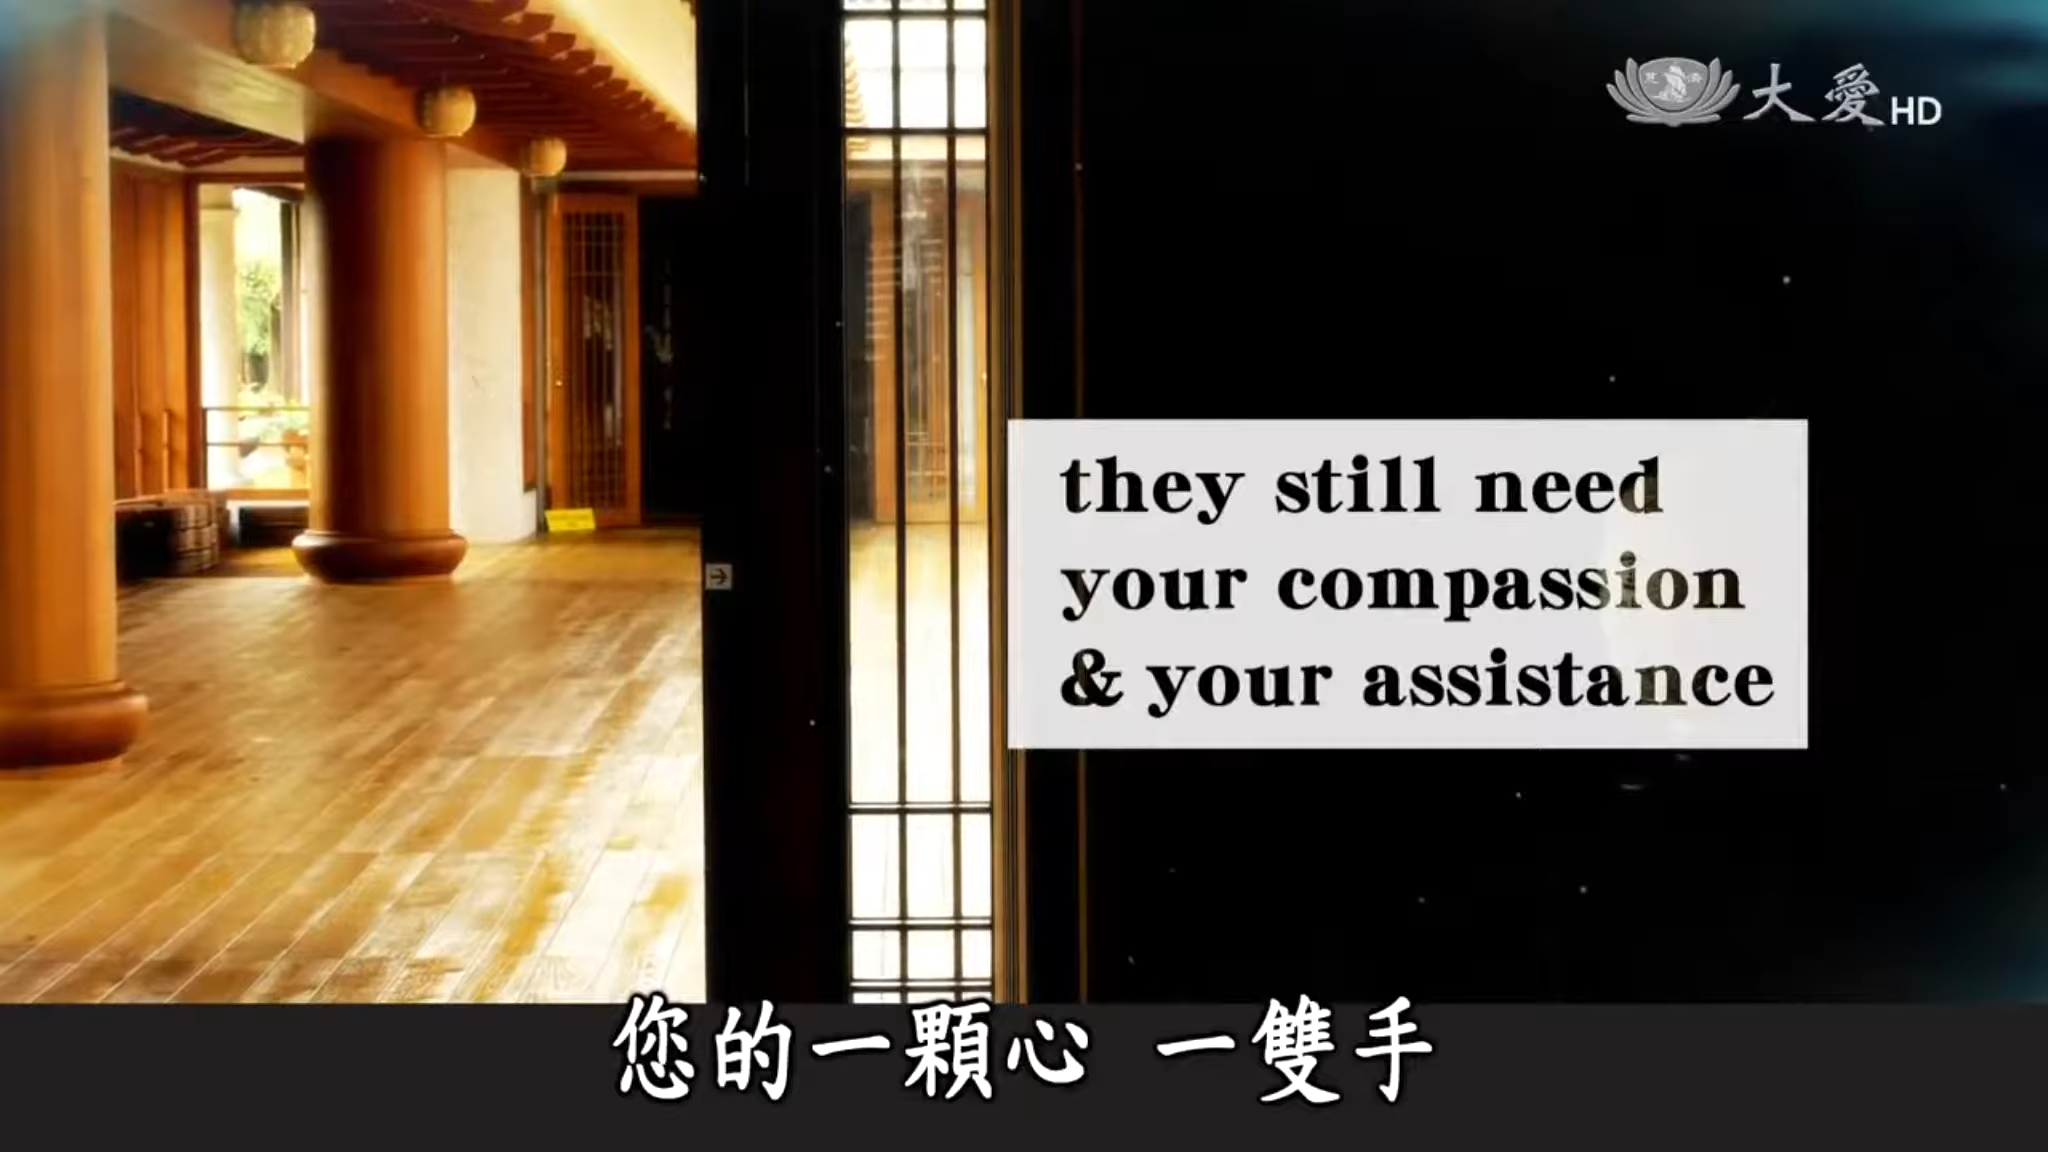 大愛HD
they still need
your compassion
& your assistance
您的一顆心 一雙手